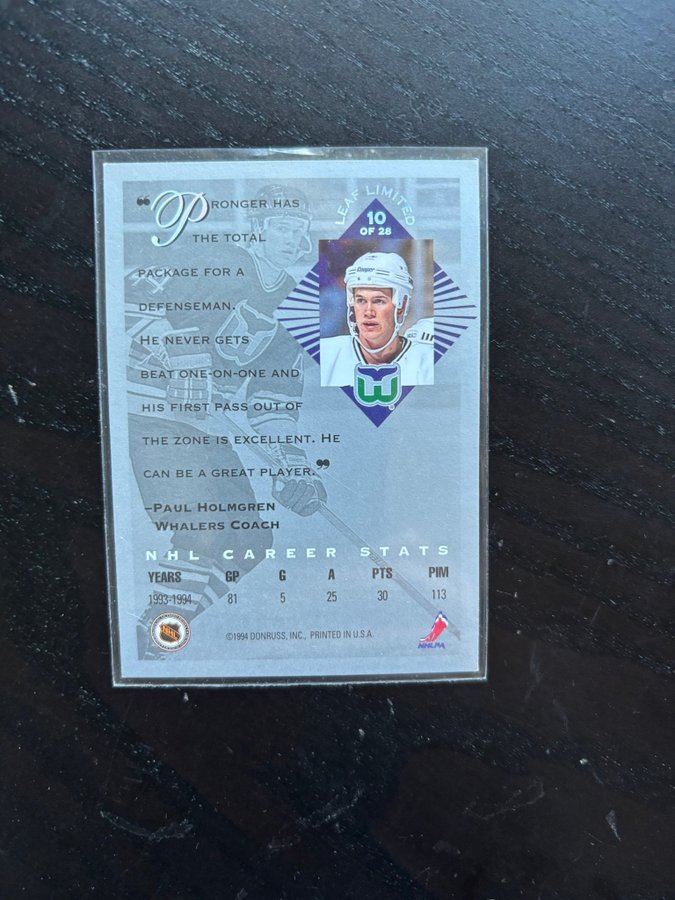 LEAF LIMITED
10
OF 28
“PRONGER HAS
THE TOTAL
PACKAGE FOR A
DEFENSEMAN.
HE NEVER GETS
BEAT ONE-ON-ONE AND
HIS FIRST PASS OUT OF
THE ZONE IS EXCELLENT. HE
CAN BE A GREAT PLAYER.”
–PAUL HOLMGREN
WHALERS COACH
Cooper
NHL CAREER STATS
YEARS GP G A PTS PIM
1993-1994 81 5 25 30 113
NHL
©1994 DONRUSS, INC., PRINTED IN U.S.A.
NHLPA